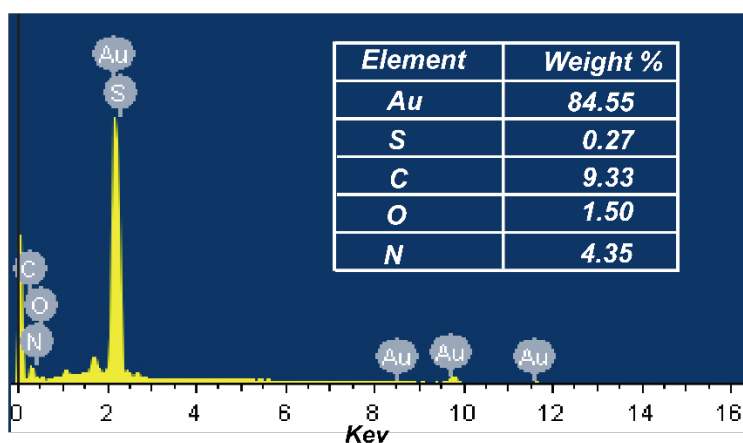 Au
S
C
O
N
Au Au Au
Element Weight %
Au 84.55
S 0.27
C 9.33
O 1.50
N 4.35
0 2 4 6 8 10 12 14 16
Kev